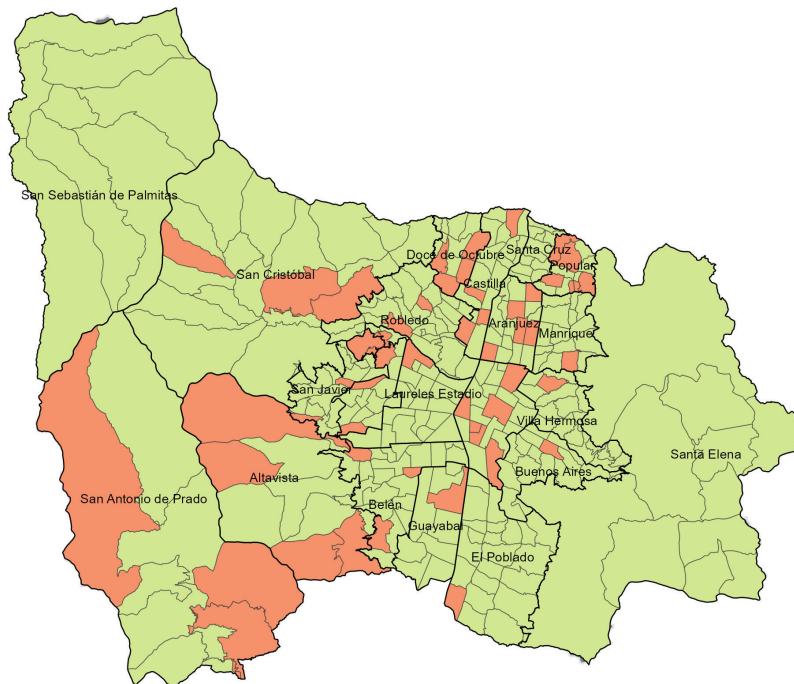 San Sebastián de Palmitas
Doce de Octubre
Santa Cruz
Popular
San Cristóbal
Castilla
Robledo
Aranjuez
Manrique
San Javier
Laureles Estadio
Villa Hermosa
Santa Elena
Altavista
Buenos Aires
San Antonio de Prado
Belén
Guayabal
El Poblado